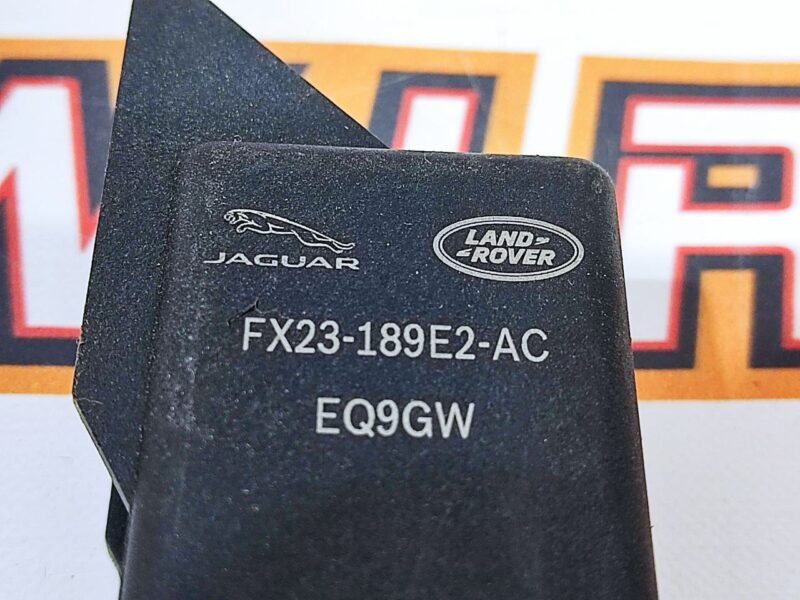 JAGUAR
LAND
ROVER
FX23-189E2-AC
EQ9GW